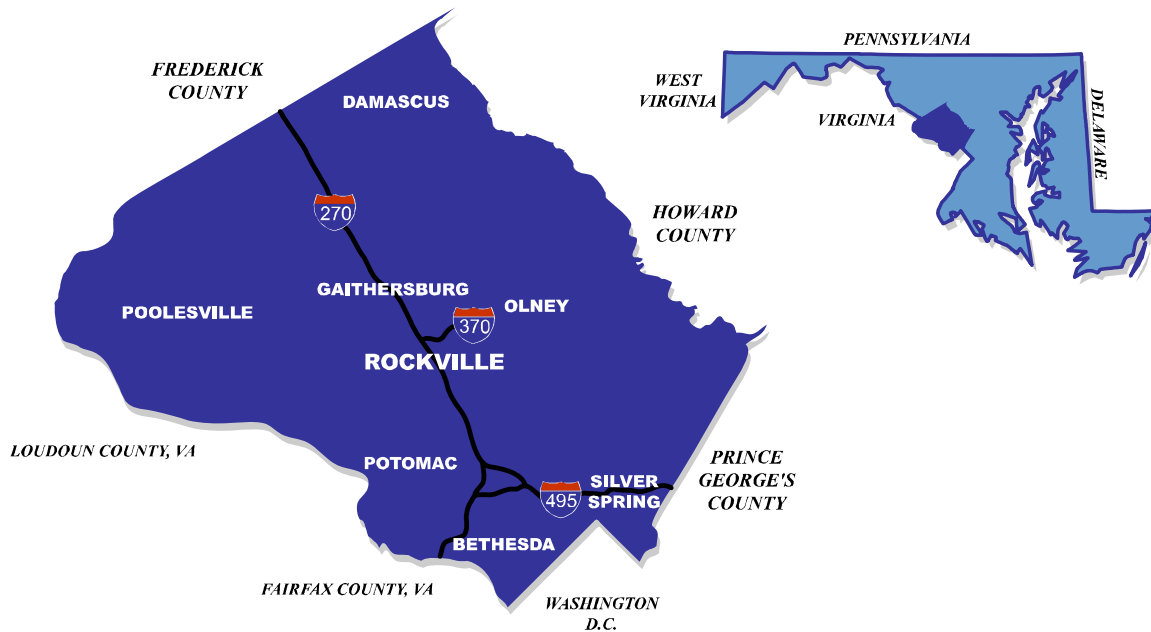 PENNSYLVANIA
WEST
VIRGINIA
VIRGINIA
DELAWARE
FREDERICK
COUNTY
DAMASCUS
270
HOWARD
COUNTY
GAITHERSBURG
OLNEY
POOLESVILLE
370
ROCKVILLE
LOUDOUN COUNTY, VA
POTOMAC
SILVER
SPRING
495
PRINCE
GEORGE'S
COUNTY
BETHESDA
FAIRFAX COUNTY, VA
WASHINGTON
D.C.